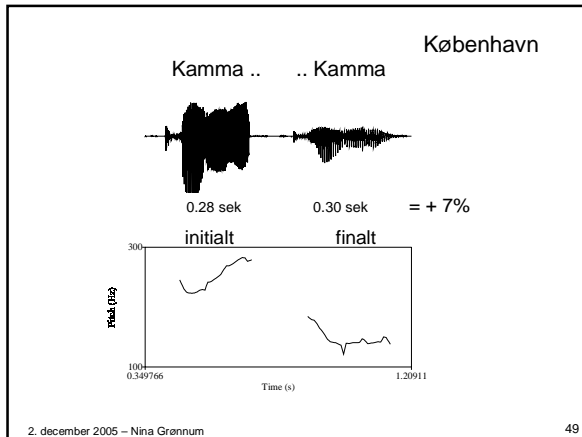 København
Kamma .. .. Kamma
0.28 sek 0.30 sek = + 7%
initialt finalt
300
Pitch (Hz)
100
0.349766 1.20911
Time (s)
2. december 2005 – Nina Grønnum 49